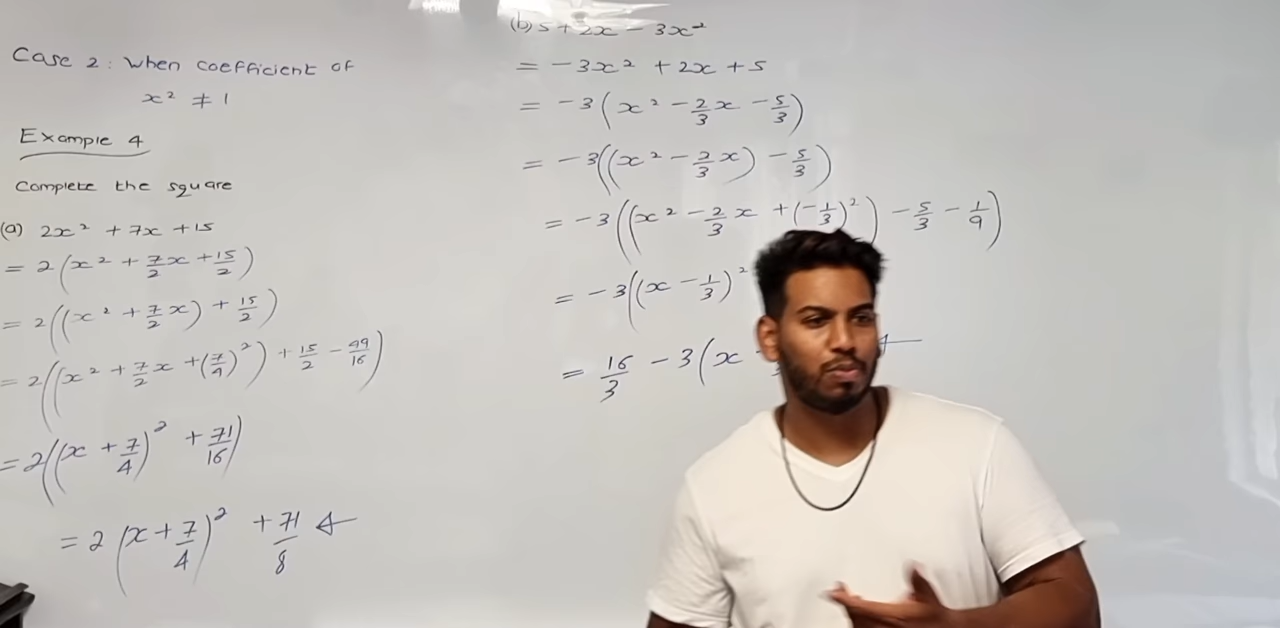 Case 2: When coefficient of
x² ≠ 1
Example 4
Complete the square
(a) 2x² + 7x + 15
= 2(x² + 7/2 x + 15/2)
= 2((x² + 7/2 x) + 15/2)
= 2((x² + 7/2 x + (7/4)²) + 15/2 - 49/16)
= 2((x + 7/4)² + 71/16)
= 2(x + 7/4)² + 71/8
(b) 5 + 2x - 3x²
= -3x² + 2x + 5
= -3(x² - 2/3 x - 5/3)
= -3((x² - 2/3 x) - 5/3)
= -3((x² - 2/3 x + (-1/3)²) - 5/3 - 1/9)
= -3((x - 1/3)²
= 16/3 - 3(x -